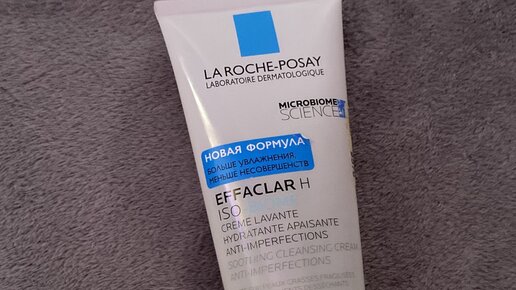 LA ROCHE-POSAY
LABORATOIRE DERMATOLOGIQUE
MICROBIOME
SCIENCE
НОВАЯ ФОРМУЛА
БОЛЬШЕ УВЛАЖНЕНИЯ,
МЕНЬШЕ НЕСОВЕРШЕНСТВ
EFFACLAR H
ISO
CRÈME LAVANTE
HYDRATANTE APAISANTE
ANTI-IMPERFECTIONS
SOOTHING CLEANSING CREAM
ANTI-IMPERFECTIONS